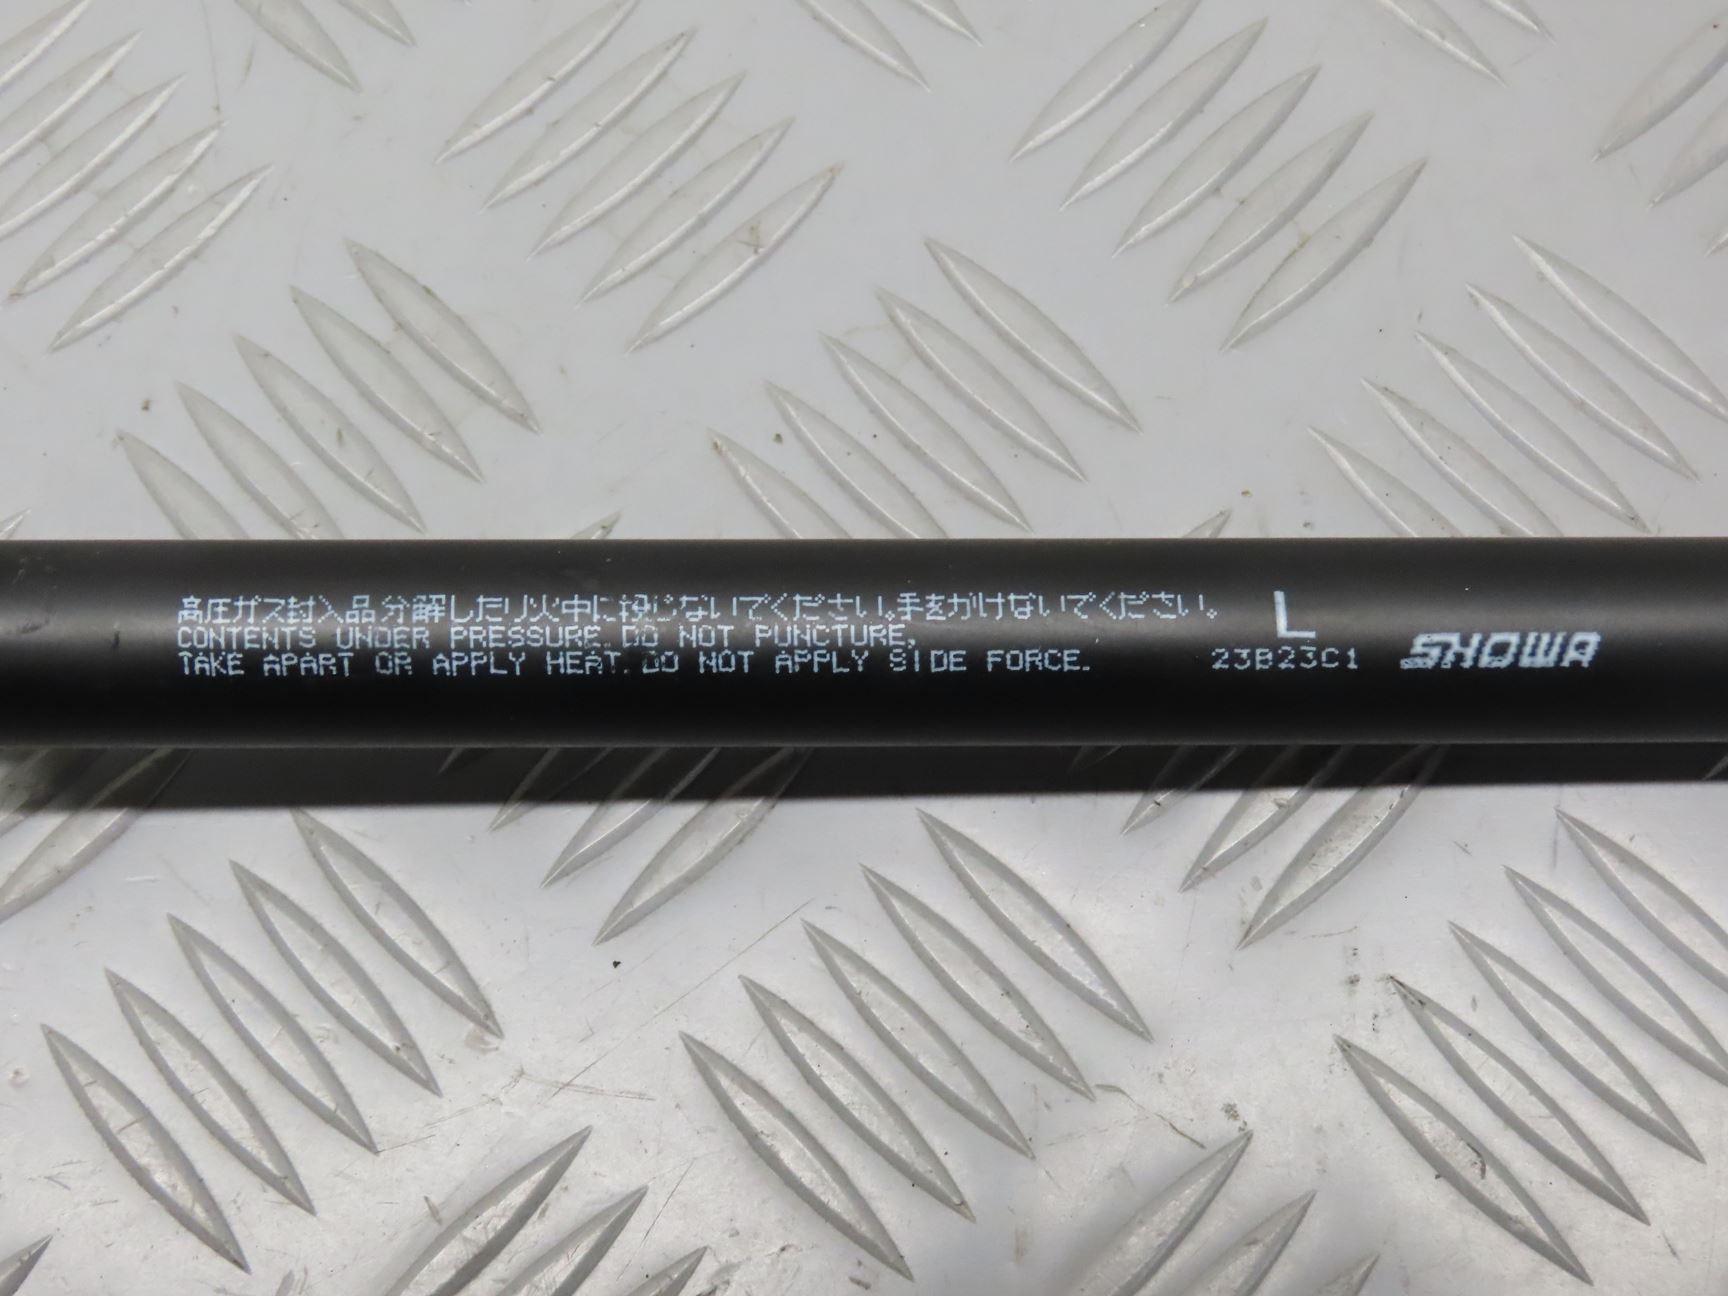 高圧ガス封入品分解したり火中に投じないでください。手をかけないでください。
CONTENTS UNDER PRESSURE. DO NOT PUNCTURE,
TAKE APART OR APPLY HEAT. DO NOT APPLY SIDE FORCE.
L
23B23C1
SHOWA